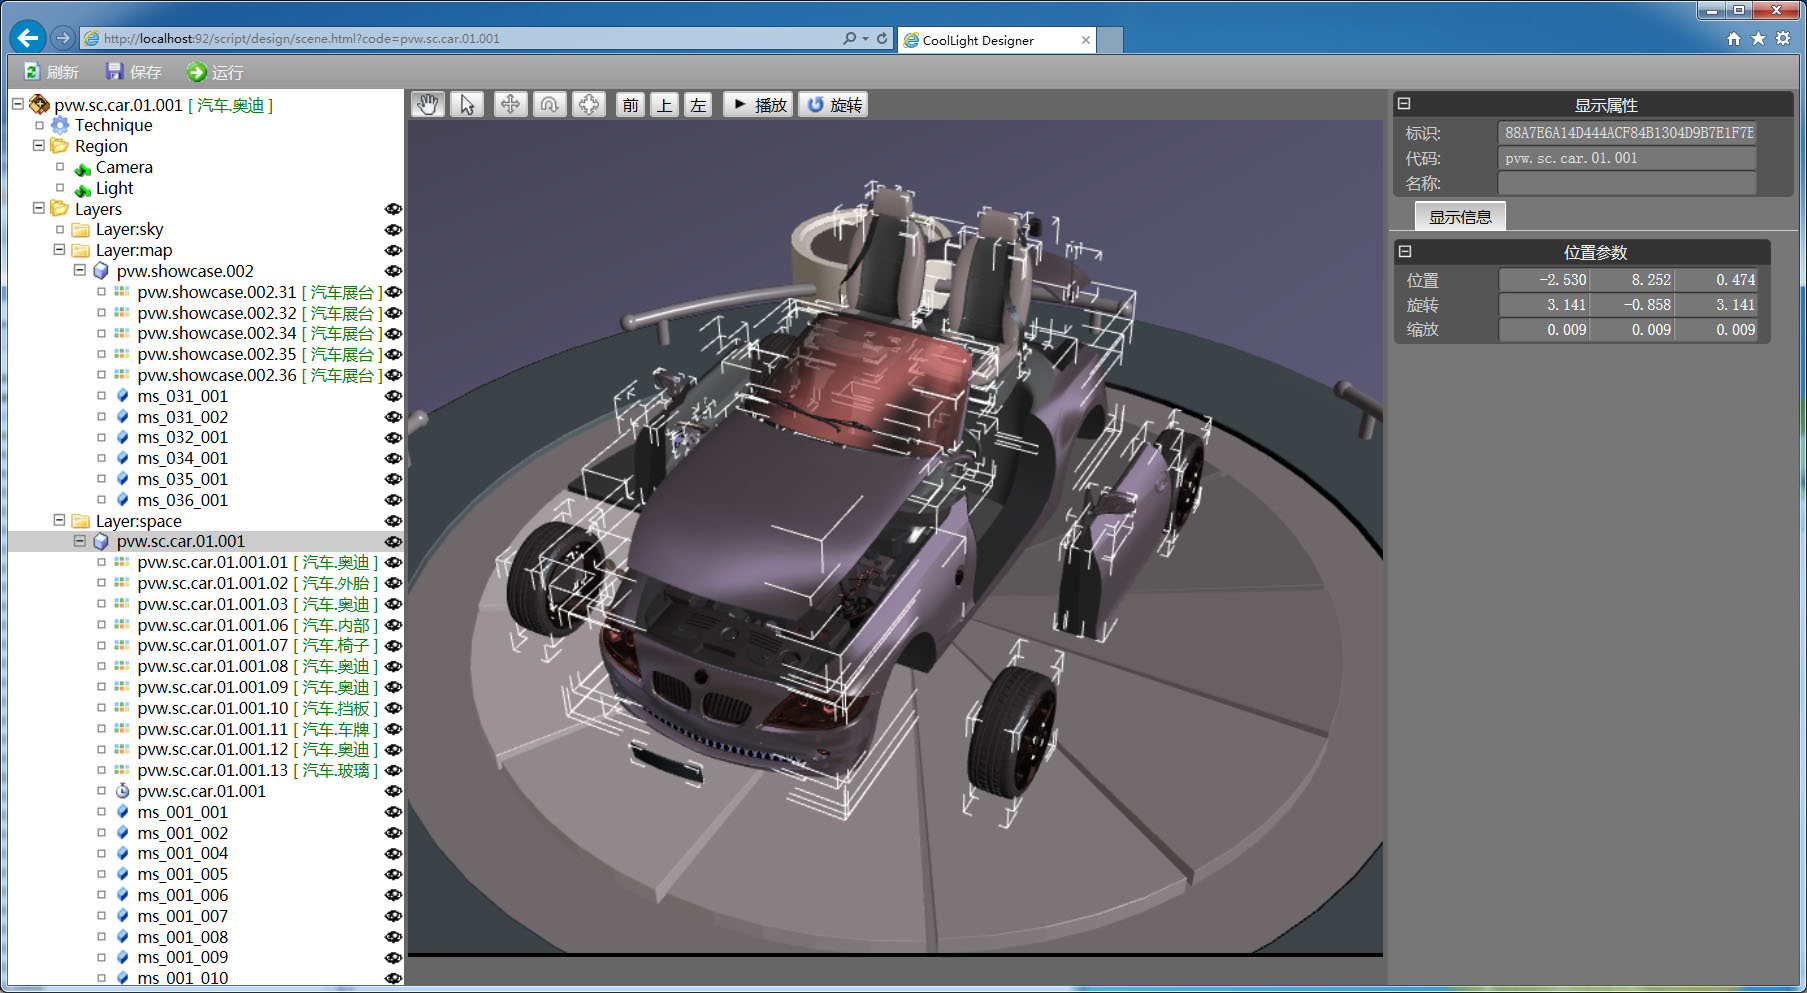 http://localhost:92/script/design/scene.html?code=pvw.sc.car.01.001
CoolLight Designer
刷新 保存 运行
pvw.sc.car.01.001 [ 汽车.奥迪 ]
Technique
Region
Camera
Light
Layers
Layer:sky
Layer:map
pvw.showcase.002
pvw.showcase.002.31 [ 汽车展台 ]
pvw.showcase.002.32 [ 汽车展台 ]
pvw.showcase.002.34 [ 汽车展台 ]
pvw.showcase.002.35 [ 汽车展台 ]
pvw.showcase.002.36 [ 汽车展台 ]
ms_031_001
ms_031_002
ms_032_001
ms_034_001
ms_035_001
ms_036_001
Layer:space
pvw.sc.car.01.001
pvw.sc.car.01.001.01 [ 汽车.奥迪 ]
pvw.sc.car.01.001.02 [ 汽车.外胎 ]
pvw.sc.car.01.001.03 [ 汽车.奥迪 ]
pvw.sc.car.01.001.06 [ 汽车.内部 ]
pvw.sc.car.01.001.07 [ 汽车.椅子 ]
pvw.sc.car.01.001.08 [ 汽车.奥迪 ]
pvw.sc.car.01.001.09 [ 汽车.奥迪 ]
pvw.sc.car.01.001.10 [ 汽车.挡板 ]
pvw.sc.car.01.001.11 [ 汽车.车牌 ]
pvw.sc.car.01.001.12 [ 汽车.奥迪 ]
pvw.sc.car.01.001.13 [ 汽车.玻璃 ]
pvw.sc.car.01.001
ms_001_001
ms_001_002
ms_001_004
ms_001_005
ms_001_006
ms_001_007
ms_001_008
ms_001_009
ms_001_010
前 上 左 播放 旋转
显示属性
标识: 88A7E6A14D444ACF84B1304D9B7E1F7E
代码: pvw.sc.car.01.001
名称:
显示信息
位置参数
位置 -2.530 8.252 0.474
旋转 3.141 -0.858 3.141
缩放 0.009 0.009 0.009